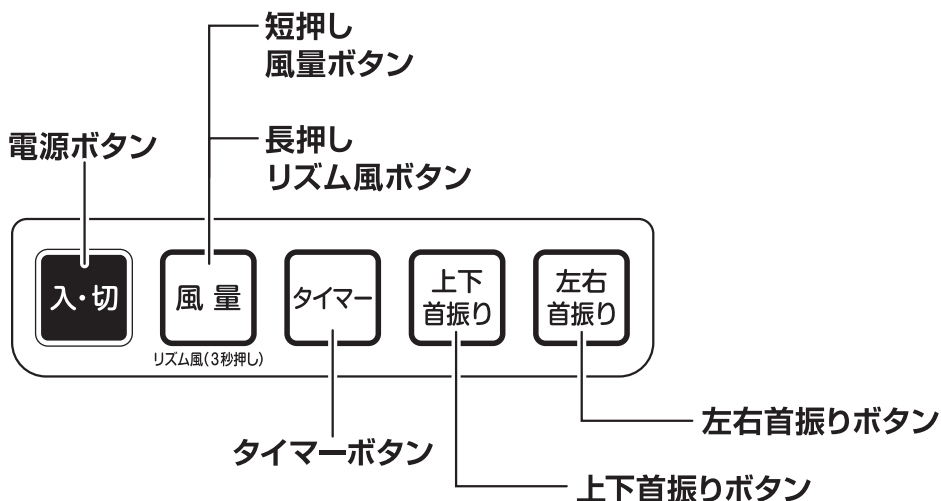 短押し
風量ボタン
長押し
リズム風ボタン
電源ボタン
入・切
風量
タイマー
上下
首振り
左右
首振り
リズム風(3秒押し)
左右首振りボタン
タイマーボタン
上下首振りボタン